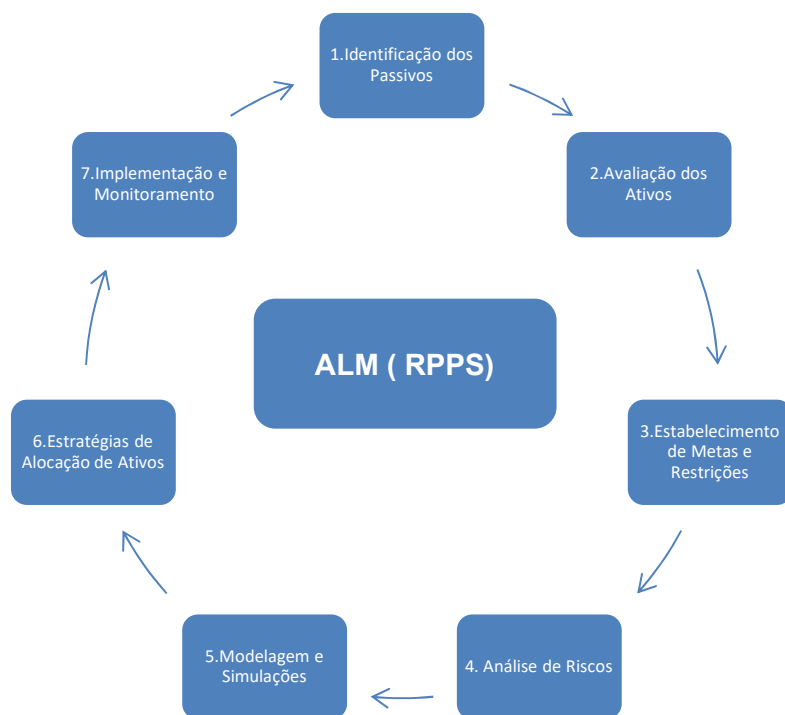 1.Identificação dos
Passivos
2.Avaliação dos
Ativos
3.Estabelecimento
de Metas e
Restrições
4. Análise de Riscos
5.Modelagem e
Simulações
6.Estratégias de
Alocação de Ativos
7.Implementação e
Monitoramento
ALM ( RPPS)